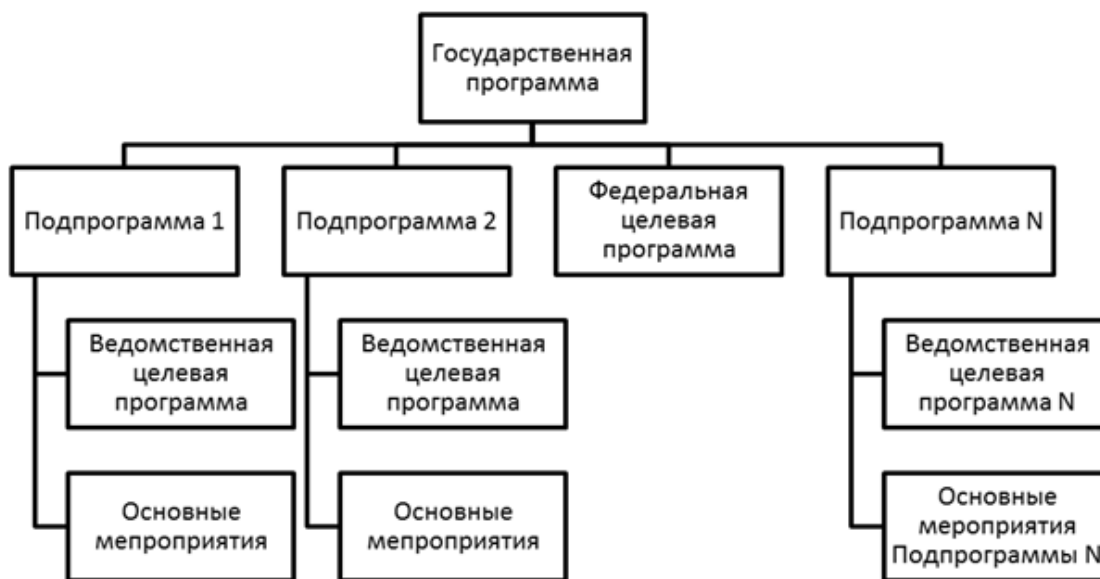 Государственная
программа
Подпрограмма 1
Подпрограмма 2
Федеральная
целевая
программа
Подпрограмма N
Ведомственная
целевая
программа
Ведомственная
целевая
программа
Ведомственная
целевая
программа N
Основные
мепроприятия
Основные
мепроприятия
Основные
мероприятия
Подпрограммы N